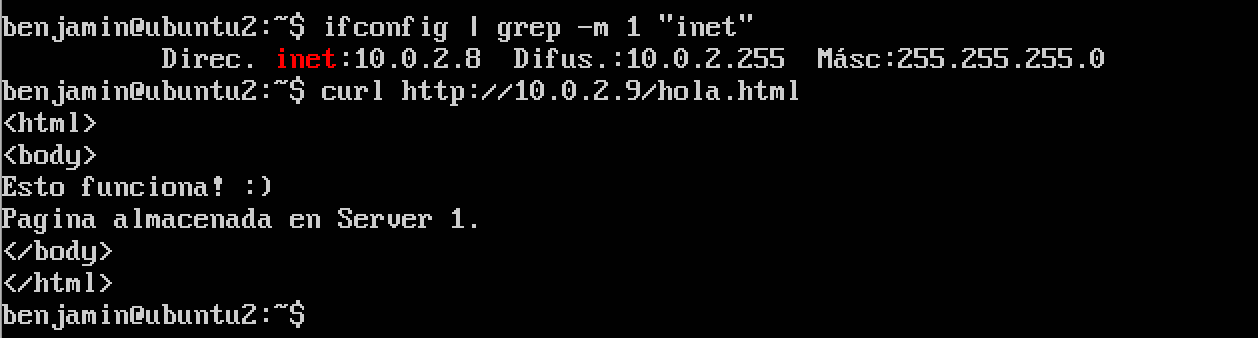 benjamin@ubuntu2:~$ ifconfig | grep -m 1 "inet"
Direc. inet:10.0.2.8  Difus.:10.0.2.255  Másc:255.255.255.0
benjamin@ubuntu2:~$ curl http://10.0.2.9/hola.html
<html>
<body>
Esto funciona! :)
Pagina almacenada en Server 1.
</body>
</html>
benjamin@ubuntu2:~$